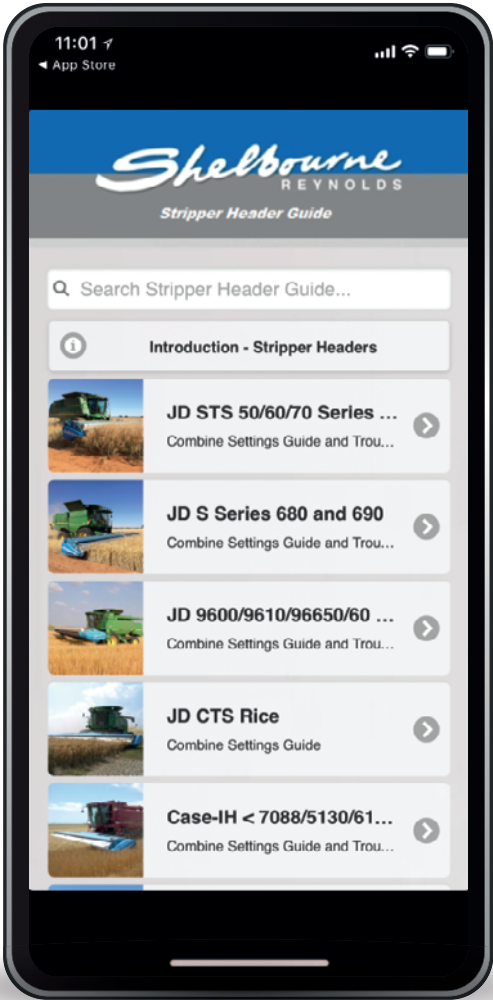 11:01
◀ App Store
Shelbourne
REYNOLDS
Stripper Header Guide
Search Stripper Header Guide...
Introduction - Stripper Headers
JD STS 50/60/70 Series ...
Combine Settings Guide and Trou...
JD S Series 680 and 690
Combine Settings Guide and Trou...
JD 9600/9610/96650/60 ...
Combine Settings Guide and Trou...
JD CTS Rice
Combine Settings Guide
Case-IH < 7088/5130/61...
Combine Settings Guide and Trou...